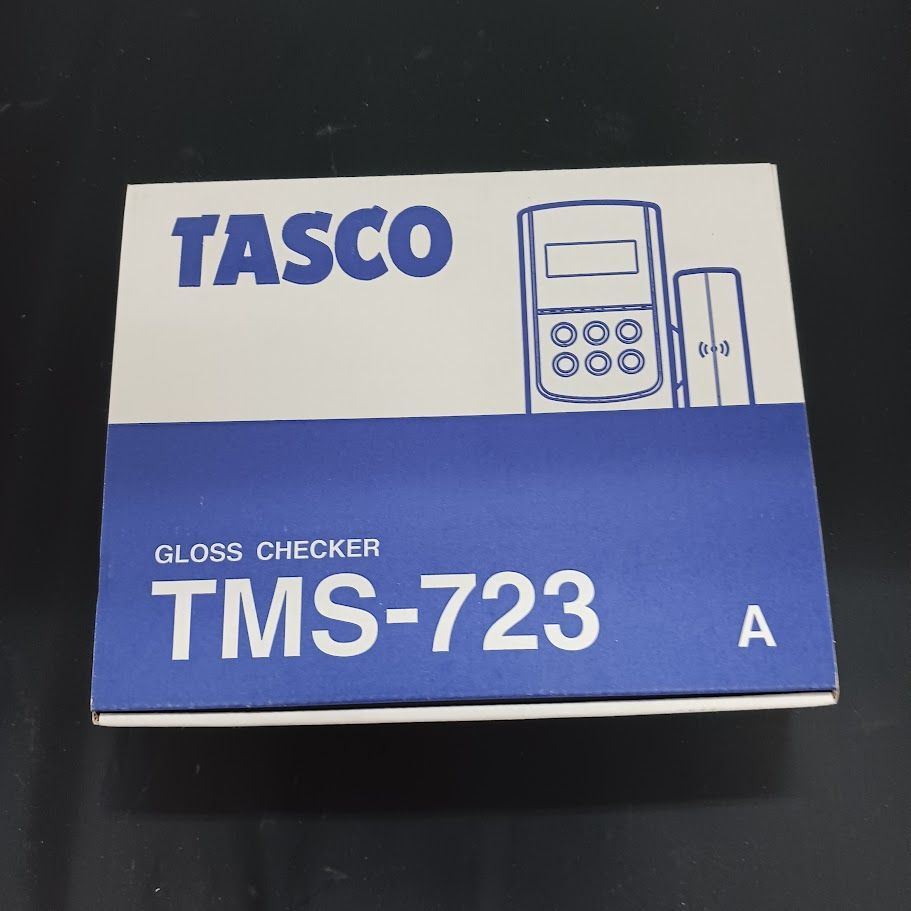 TASCO
GLOSS CHECKER
TMS-723
A